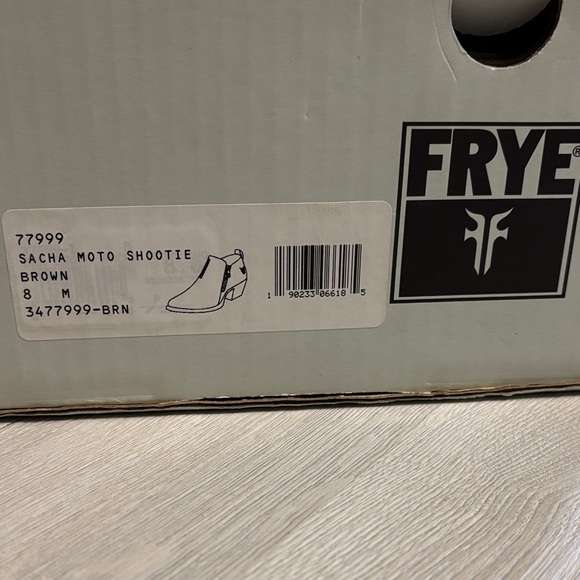 FRYE®
77999
SACHA MOTO SHOOTIE
BROWN
8 M
3477999-BRN
1 90233 06618 5